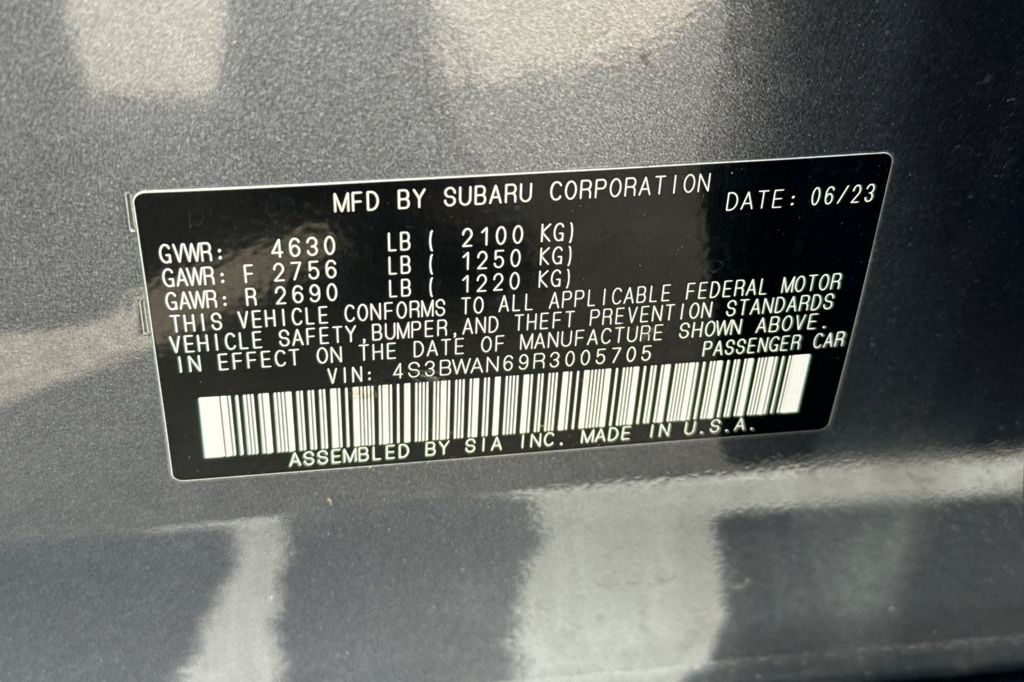 MFD BY SUBARU CORPORATION DATE: 06/23
GVWR: 4630 LB ( 2100 KG)
GAWR: F 2756 LB ( 1250 KG)
GAWR: R 2690 LB ( 1220 KG)
THIS VEHICLE CONFORMS TO ALL APPLICABLE FEDERAL MOTOR
VEHICLE SAFETY,BUMPER,AND THEFT PREVENTION STANDARDS
IN EFFECT ON THE DATE OF MANUFACTURE SHOWN ABOVE.
VIN: 4S3BWAN69R3005705 PASSENGER CAR
ASSEMBLED BY SIA INC. MADE IN U.S.A.